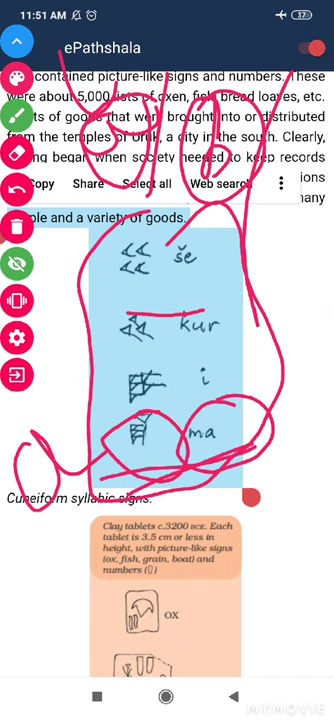 11:51 AM
37
ePathshala
contained picture-like signs and numbers. These
were about 5,000 lists of oxen, fish, bread loaves, etc.
of goods that were brought into or distributed
from the temples of Uruk, a city in the south. Clearly,
began when society needed to keep records
Copy Share Select all Web search
many
and a variety of goods.
še
kur
i
ma
Cuneiform syllabic signs.
Clay tablets c.3200 BCE. Each
tablet is 3.5 cm or less in
height, with picture-like signs
(ox, fish, grain, boat) and
numbers
OX
MYMOVIE